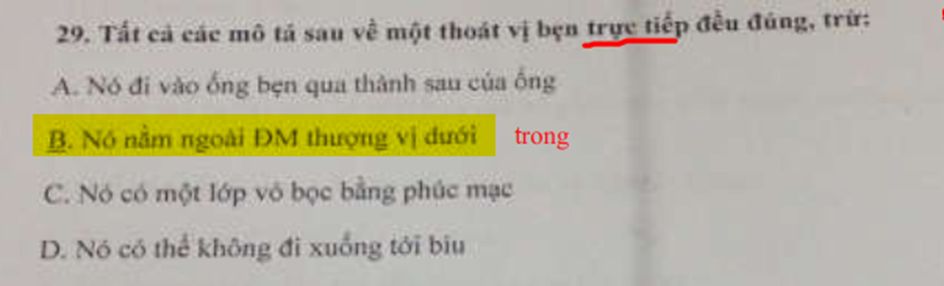 29. Tất cả các mô tả sau về một thoát vị bẹn trực tiếp đều đúng, trừ:
A. Nó đi vào ống bẹn qua thành sau của ống
B. Nó nằm ngoài ĐM thượng vị dưới trong
C. Nó có một lớp vỏ bọc bằng phúc mạc
D. Nó có thể không đi xuống tới bìu